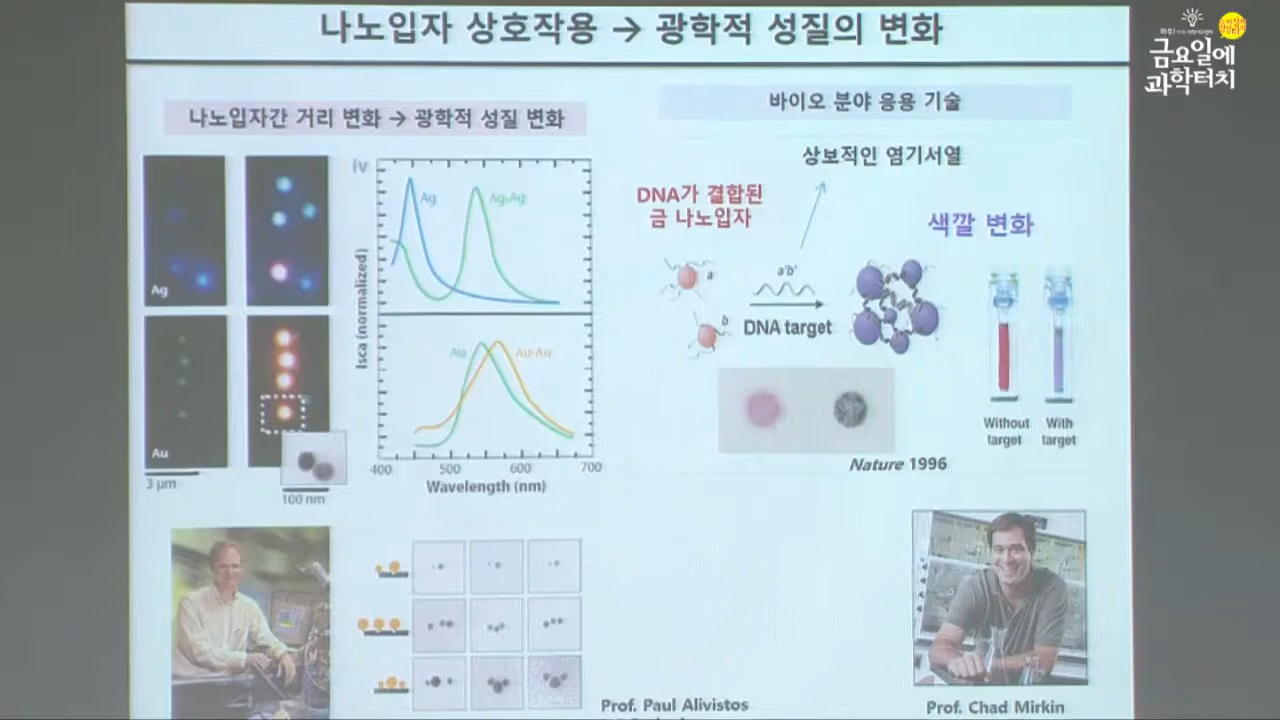 나노입자 상호작용 → 광학적 성질의 변화
금요일에
과학터치
나노입자간 거리 변화 → 광학적 성질 변화
바이오 분야 응용 기술
상보적인 염기서열
DNA가 결합된
금 나노입자
색깔 변화
iv
Ag
Ag-Ag
Au
Au-Au
Isca (normalized)
400 500 600 700
Wavelength (nm)
Ag
Au
3 µm
100 nm
a
b
a'b'
DNA target
Without
target
With
target
Nature 1996
Prof. Paul Alivistos
Prof. Chad Mirkin